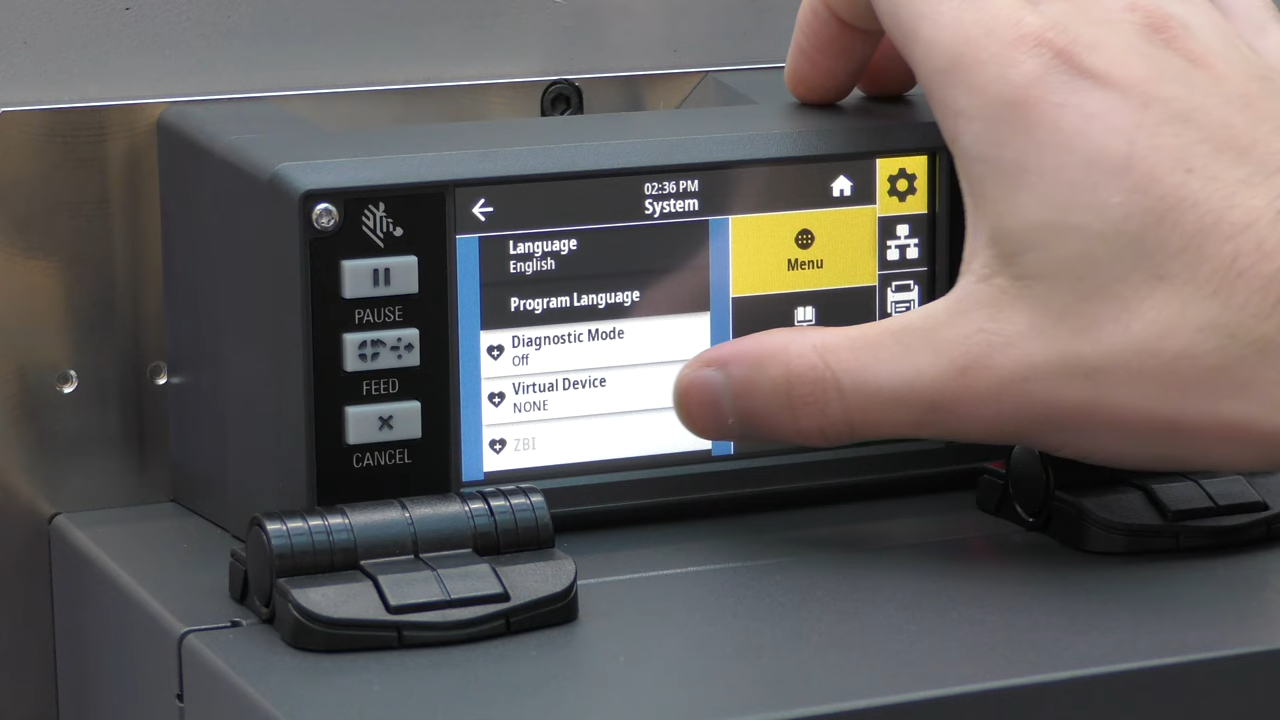 02:36 PM
System
Language
English
Program Language
Diagnostic Mode
Off
Virtual Device
NONE
ZBI
Menu
PAUSE
FEED
CANCEL